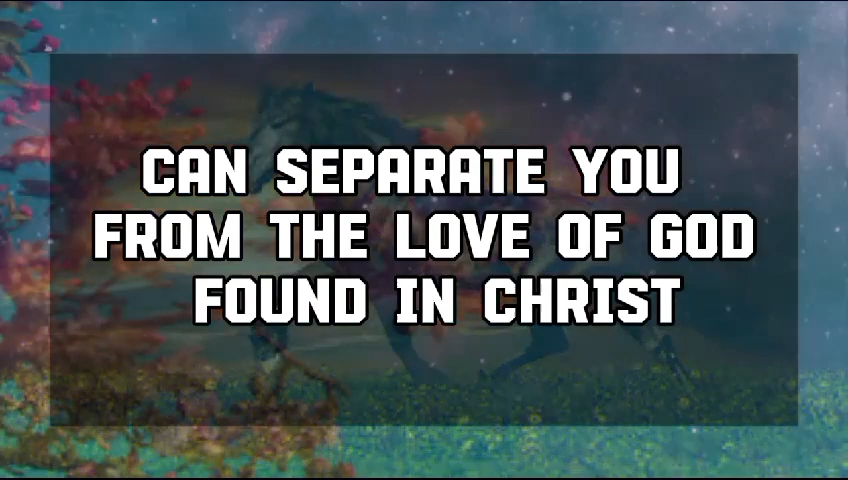 CAN SEPARATE YOU
FROM THE LOVE OF GOD
FOUND IN CHRIST